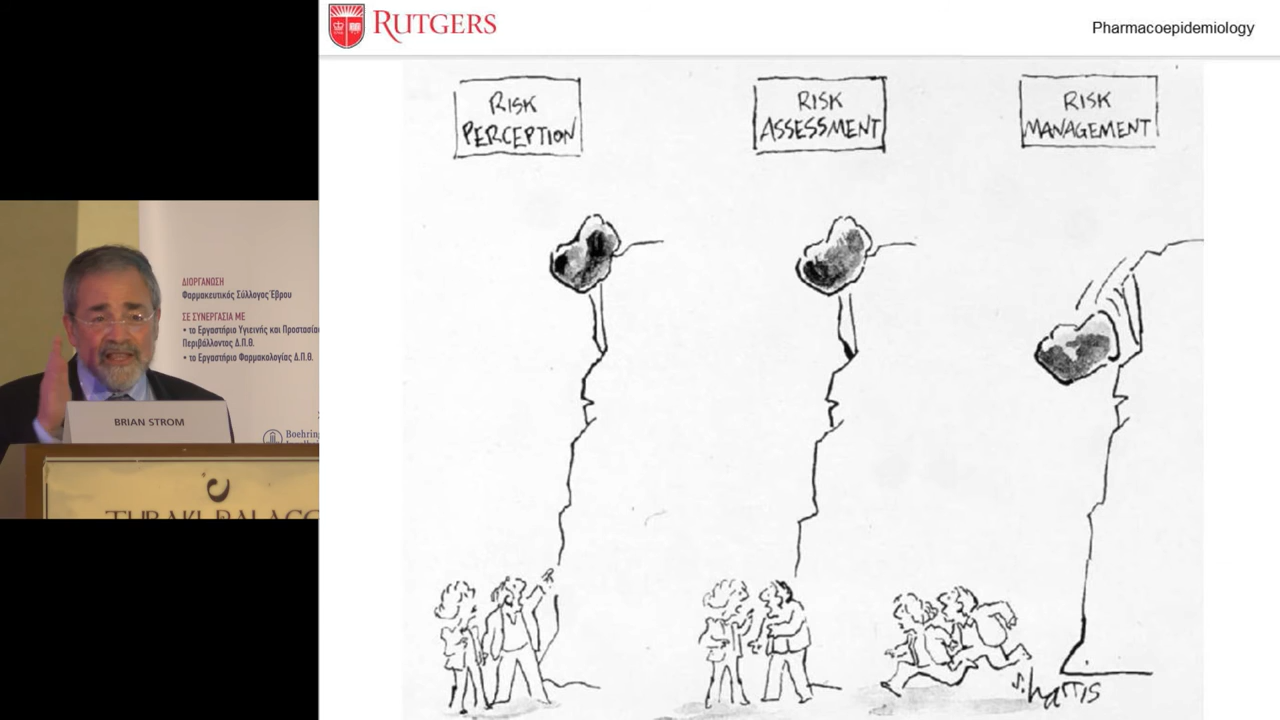 RUTGERS
Pharmacoepidemiology
RISK
PERCEPTION
RISK
ASSESSMENT
RISK
MANAGEMENT
S. harris
ΔΙΟΡΓΑΝΩΣΗ
Φαρμακευτικός Σύλλογος Έβρου
ΣΕ ΣΥΝΕΡΓΑΣΙΑ ΜΕ
• το Εργαστήριο Υγιεινής και Προστασίας
Περιβάλλοντος Δ.Π.Θ.
• το Εργαστήριο Φαρμακολογίας Δ.Π.Θ.
Boehring
BRIAN STROM